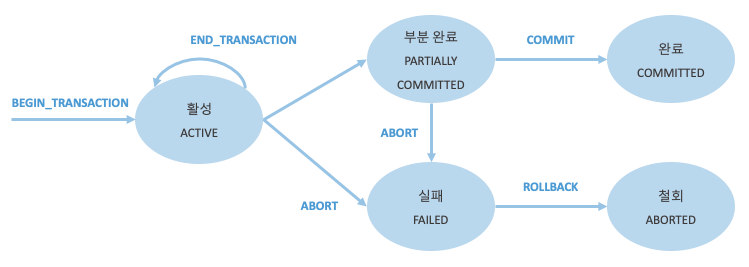 END_TRANSACTION
부분 완료
PARTIALLY
COMMITTED
COMMIT
완료
COMMITTED
BEGIN_TRANSACTION
활성
ACTIVE
ABORT
ABORT
실패
FAILED
ROLLBACK
철회
ABORTED